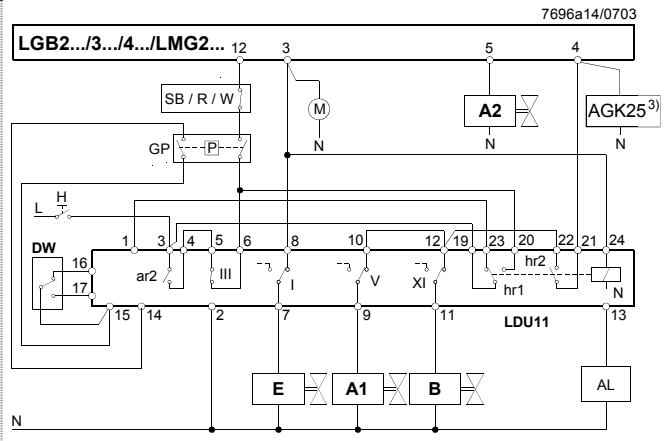 7696a14/0703
LGB2.../3.../4.../LMG2...
12 3 5 4
SB / R / W
M
A2
AGK25 3)
GP P
N N N
H
L
DW
1 3 4 5 6 8 10 12 19 23 20 22 21 24
16
ar2 III I V XI hr1 hr2
17
N
15 14 2 7 9 11 LDU11 13
E A1 B AL
N